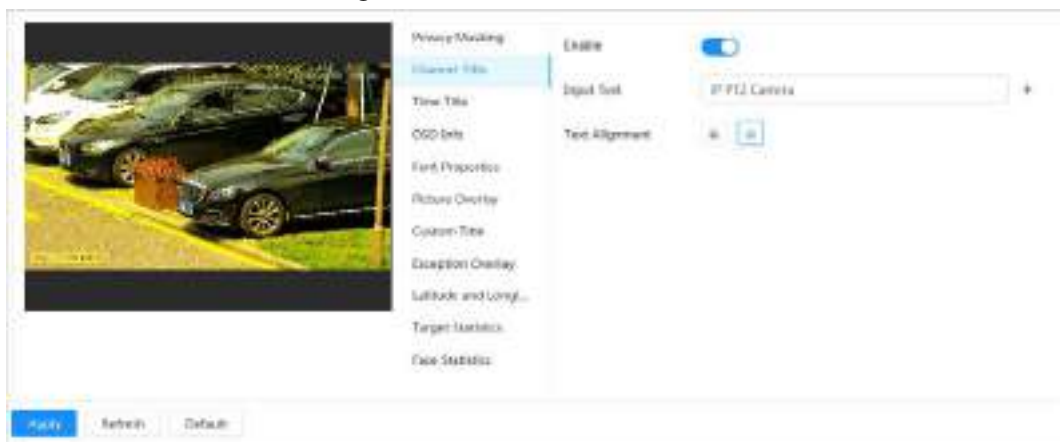 Privacy Masking
Channel Title
Time Title
OSD Info
Font Properties
Picture Overlay
Custom Title
Exception Overlay
Latitude and Longi...
Target Statistics
Face Statistics
Enable
Input Text
IP PTZ Camera
+
Text Alignment
Apply
Refresh
Default